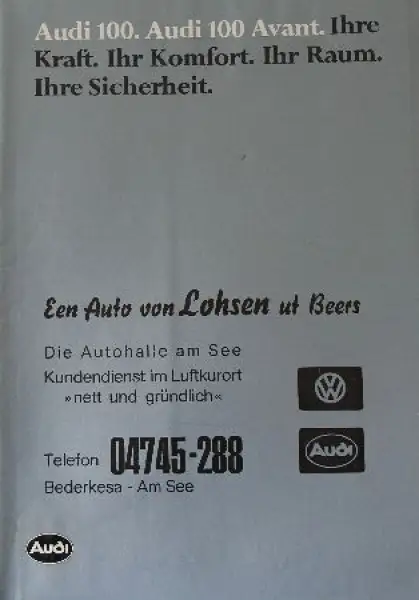 Audi 100. Audi 100 Avant. Ihre
Kraft. Ihr Komfort. Ihr Raum.
Ihre Sicherheit.
Een Auto von Lohsen ut Beers
Die Autohalle am See
Kundendienst im Luftkurort
»nett und gründlich«
VW
Audi
Telefon 04745-288
Bederkesa - Am See
Audi